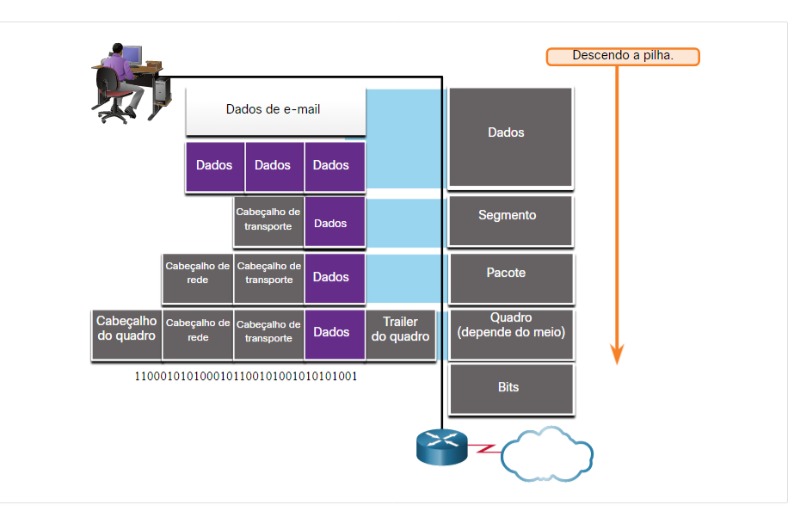 Descendo a pilha.
Dados de e-mail
Dados
Dados Dados Dados
Cabeçalho de
transporte
Dados
Segmento
Cabeçalho de
rede
Cabeçalho de
transporte
Dados
Pacote
Cabeçalho
do quadro
Cabeçalho de
rede
Cabeçalho de
transporte
Dados
Trailer
do quadro
Quadro
(depende do meio)
1100010101000101100101001010101001
Bits